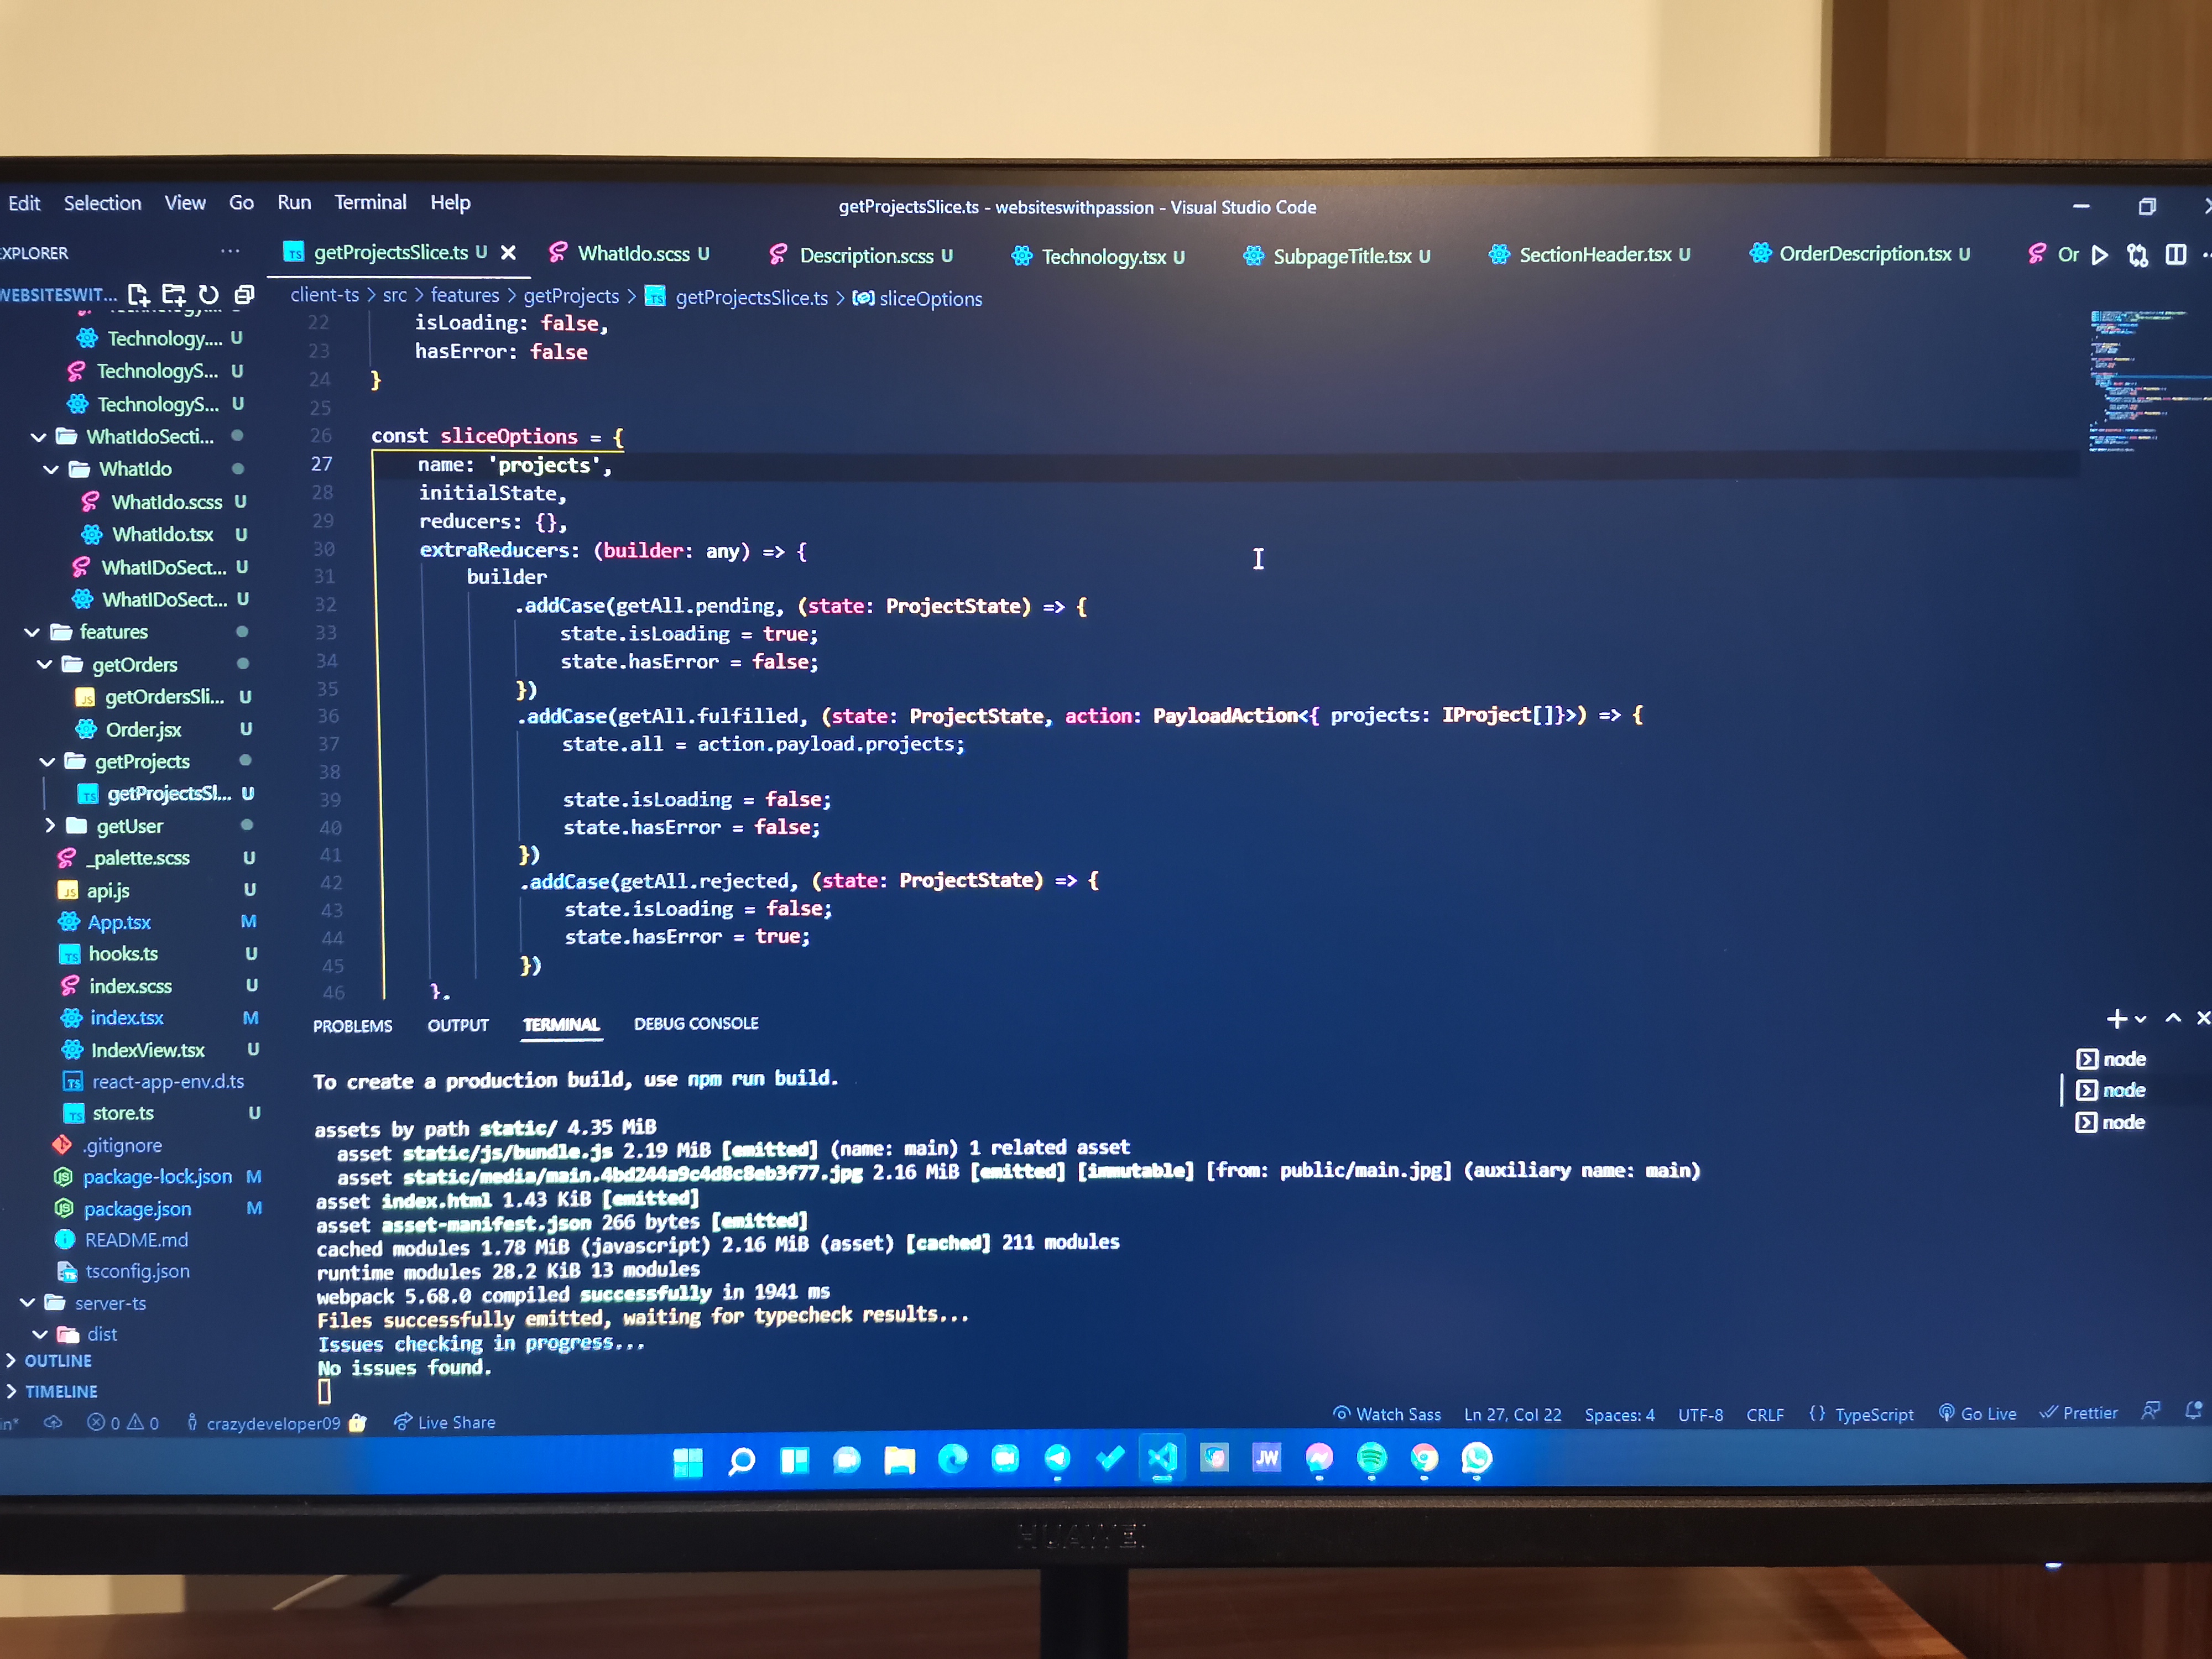 Edit Selection View Go Run Terminal Help
getProjectsSlice.ts - websiteswithpassion - Visual Studio Code
EXPLORER ...
getProjectsSlice.ts U
WhatIdo.scss U
Description.scss U
Technology.tsx U
SubpageTitle.tsx U
SectionHeader.tsx U
OrderDescription.tsx U
Or
WEBSITESWIT...
client-ts > src > features > getProjects > TS getProjectsSlice.ts > sliceOptions
Technology.... U
TechnologyS... U
TechnologyS... U
WhatIdoSecti...
WhatIdo
WhatIdo.scss U
WhatIdo.tsx U
WhatIDoSect... U
WhatIDoSect... U
features
getOrders
JS getOrdersSli... U
Order.jsx U
getProjects
TS getProjectsSl... U
getUser
_palette.scss U
JS api.js U
App.tsx M
TS hooks.ts U
index.scss U
index.tsx M
IndexView.tsx U
TS react-app-env.d.ts
TS store.ts U
.gitignore
package-lock.json M
package.json M
README.md
tsconfig.json
server-ts
dist
OUTLINE
TIMELINE
22 isLoading: false,
23 hasError: false
24 }
25
26 const sliceOptions = {
27 name: 'projects',
28 initialState,
29 reducers: {},
30 extraReducers: (builder: any) => {
31 builder
32 .addCase(getAll.pending, (state: ProjectState) => {
33 state.isLoading = true;
34 state.hasError = false;
35 })
36 .addCase(getAll.fulfilled, (state: ProjectState, action: PayloadAction<{ projects: IProject[]}>) => {
37 state.all = action.payload.projects;
38
39 state.isLoading = false;
40 state.hasError = false;
41 })
42 .addCase(getAll.rejected, (state: ProjectState) => {
43 state.isLoading = false;
44 state.hasError = true;
45 })
46 },
PROBLEMS OUTPUT TERMINAL DEBUG CONSOLE
To create a production build, use npm run build.
assets by path static/ 4.35 MiB
asset static/js/bundle.js 2.19 MiB [emitted] (name: main) 1 related asset
asset static/media/main.4bd244a9c4d8c8eb3f77.jpg 2.16 MiB [emitted] [immutable] [from: public/main.jpg] (auxiliary name: main)
asset index.html 1.43 KiB [emitted]
asset asset-manifest.json 266 bytes [emitted]
cached modules 1.78 MiB (javascript) 2.16 MiB (asset) [cached] 211 modules
runtime modules 28.2 KiB 13 modules
webpack 5.68.0 compiled successfully in 1941 ms
Files successfully emitted, waiting for typecheck results...
Issues checking in progress...
No issues found.
node
node
node
0 0 crazydeveloper09 Live Share
Watch Sass Ln 27, Col 22 Spaces: 4 UTF-8 CRLF {} TypeScript Go Live Prettier
JW
HUAWEI